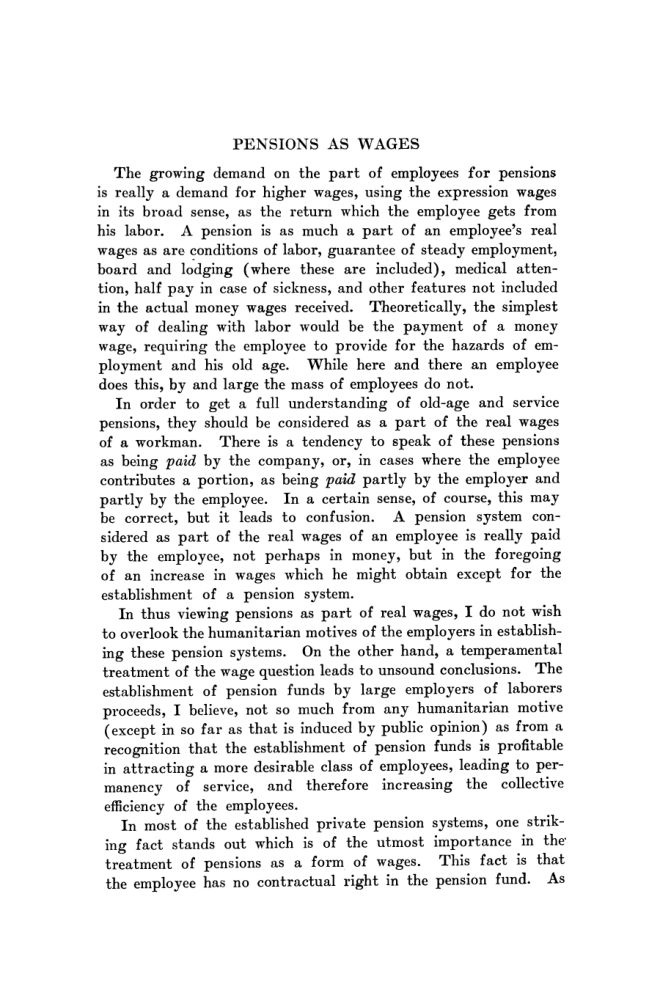 PENSIONS AS WAGES
The growing demand on the part of employees for pensions
is really a demand for higher wages, using the expression wages
in its broad sense, as the return which the employee gets from
his labor. A pension is as much a part of an employee's real
wages as are conditions of labor, guarantee of steady employment,
board and lodging (where these are included), medical atten-
tion, half pay in case of sickness, and other features not included
in the actual money wages received. Theoretically, the simplest
way of dealing with labor would be the payment of a money
wage, requiring the employee to provide for the hazards of em-
ployment and his old age. While here and there an employee
does this, by and large the mass of employees do not.
In order to get a full understanding of old-age and service
pensions, they should be considered as a part of the real wages
of a workman. There is a tendency to speak of these pensions
as being paid by the company, or, in cases where the employee
contributes a portion, as being paid partly by the employer and
partly by the employee. In a certain sense, of course, this may
be correct, but it leads to confusion. A pension system con-
sidered as part of the real wages of an employee is really paid
by the employee, not perhaps in money, but in the foregoing
of an increase in wages which he might obtain except for the
establishment of a pension system.
In thus viewing pensions as part of real wages, I do not wish
to overlook the humanitarian motives of the employers in establish-
ing these pension systems. On the other hand, a temperamental
treatment of the wage question leads to unsound conclusions. The
establishment of pension funds by large employers of laborers
proceeds, I believe, not so much from any humanitarian motive
(except in so far as that is induced by public opinion) as from a
recognition that the establishment of pension funds is profitable
in attracting a more desirable class of employees, leading to per-
manency of service, and therefore increasing the collective
efficiency of the employees.
In most of the established private pension systems, one strik-
ing fact stands out which is of the utmost importance in the
treatment of pensions as a form of wages. This fact is that
the employee has no contractual right in the pension fund. As